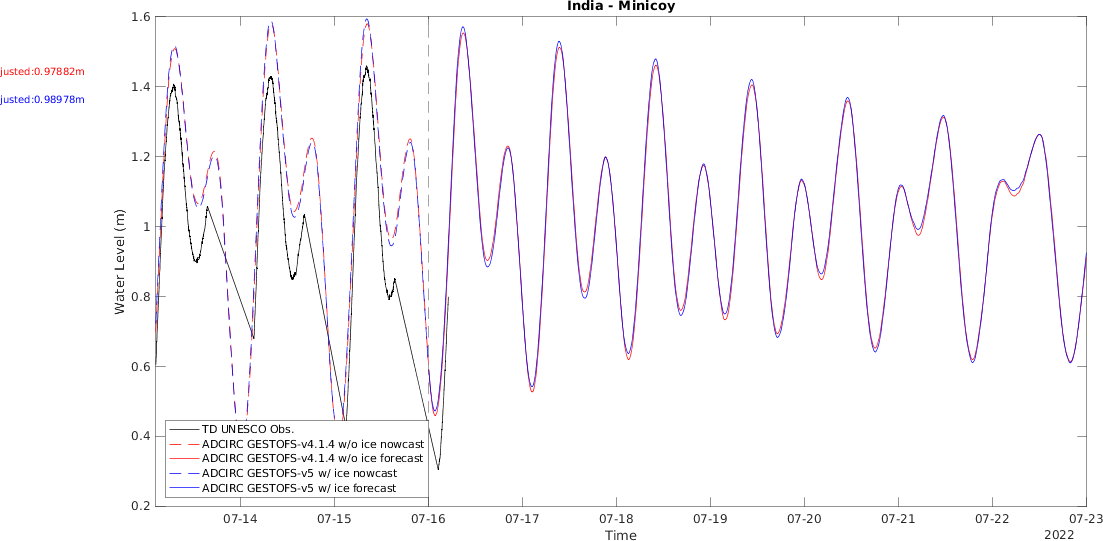 India - Minicoy
justed:0.97882m
justed:0.98978m
Water Level (m)
1.6
1.4
1.2
1
0.8
0.6
0.4
0.2
TD UNESCO Obs.
ADCIRC GESTOFS-v4.1.4 w/o ice nowcast
ADCIRC GESTOFS-v4.1.4 w/o ice forecast
ADCIRC GESTOFS-v5 w/ ice nowcast
ADCIRC GESTOFS-v5 w/ ice forecast
07-14 07-15 07-16 07-17 07-18 07-19 07-20 07-21 07-22 07-23
Time
2022